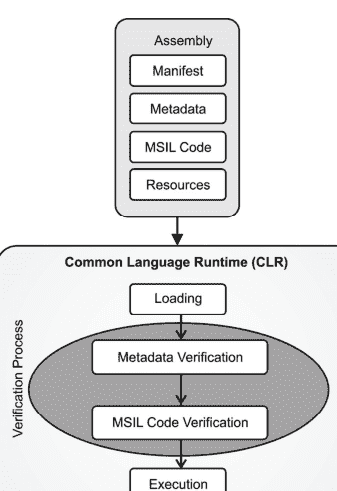 Assembly
Manifest
Metadata
MSIL Code
Resources
Common Language Runtime (CLR)
Loading
Verification Process
Metadata Verification
MSIL Code Verification
Execution